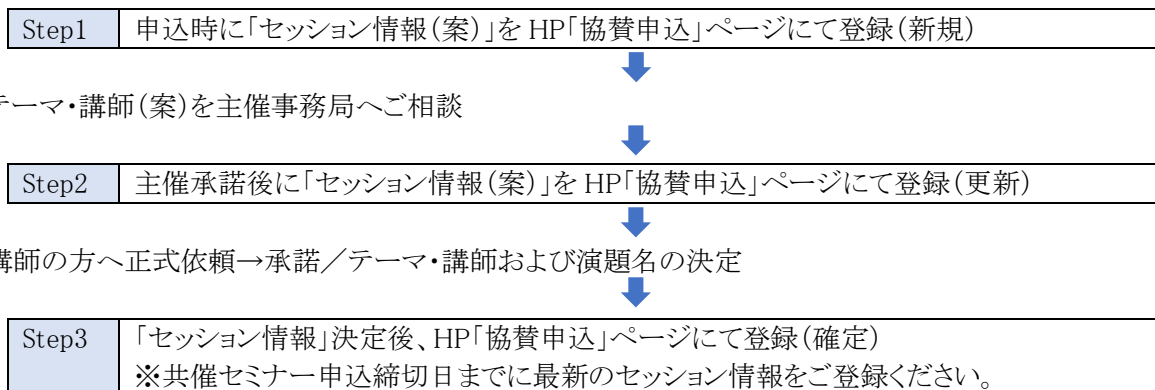 Step1 申込時に「セッション情報(案)」を HP「協賛申込」ページにて登録(新規)
テーマ・講師(案)を主催事務局へご相談
Step2 主催承諾後に「セッション情報(案)」を HP「協賛申込」ページにて登録(更新)
講師の方へ正式依頼→承諾/テーマ・講師および演題名の決定
Step3 「セッション情報」決定後、HP「協賛申込」ページにて登録(確定)
※共催セミナー申込締切日までに最新のセッション情報をご登録ください。